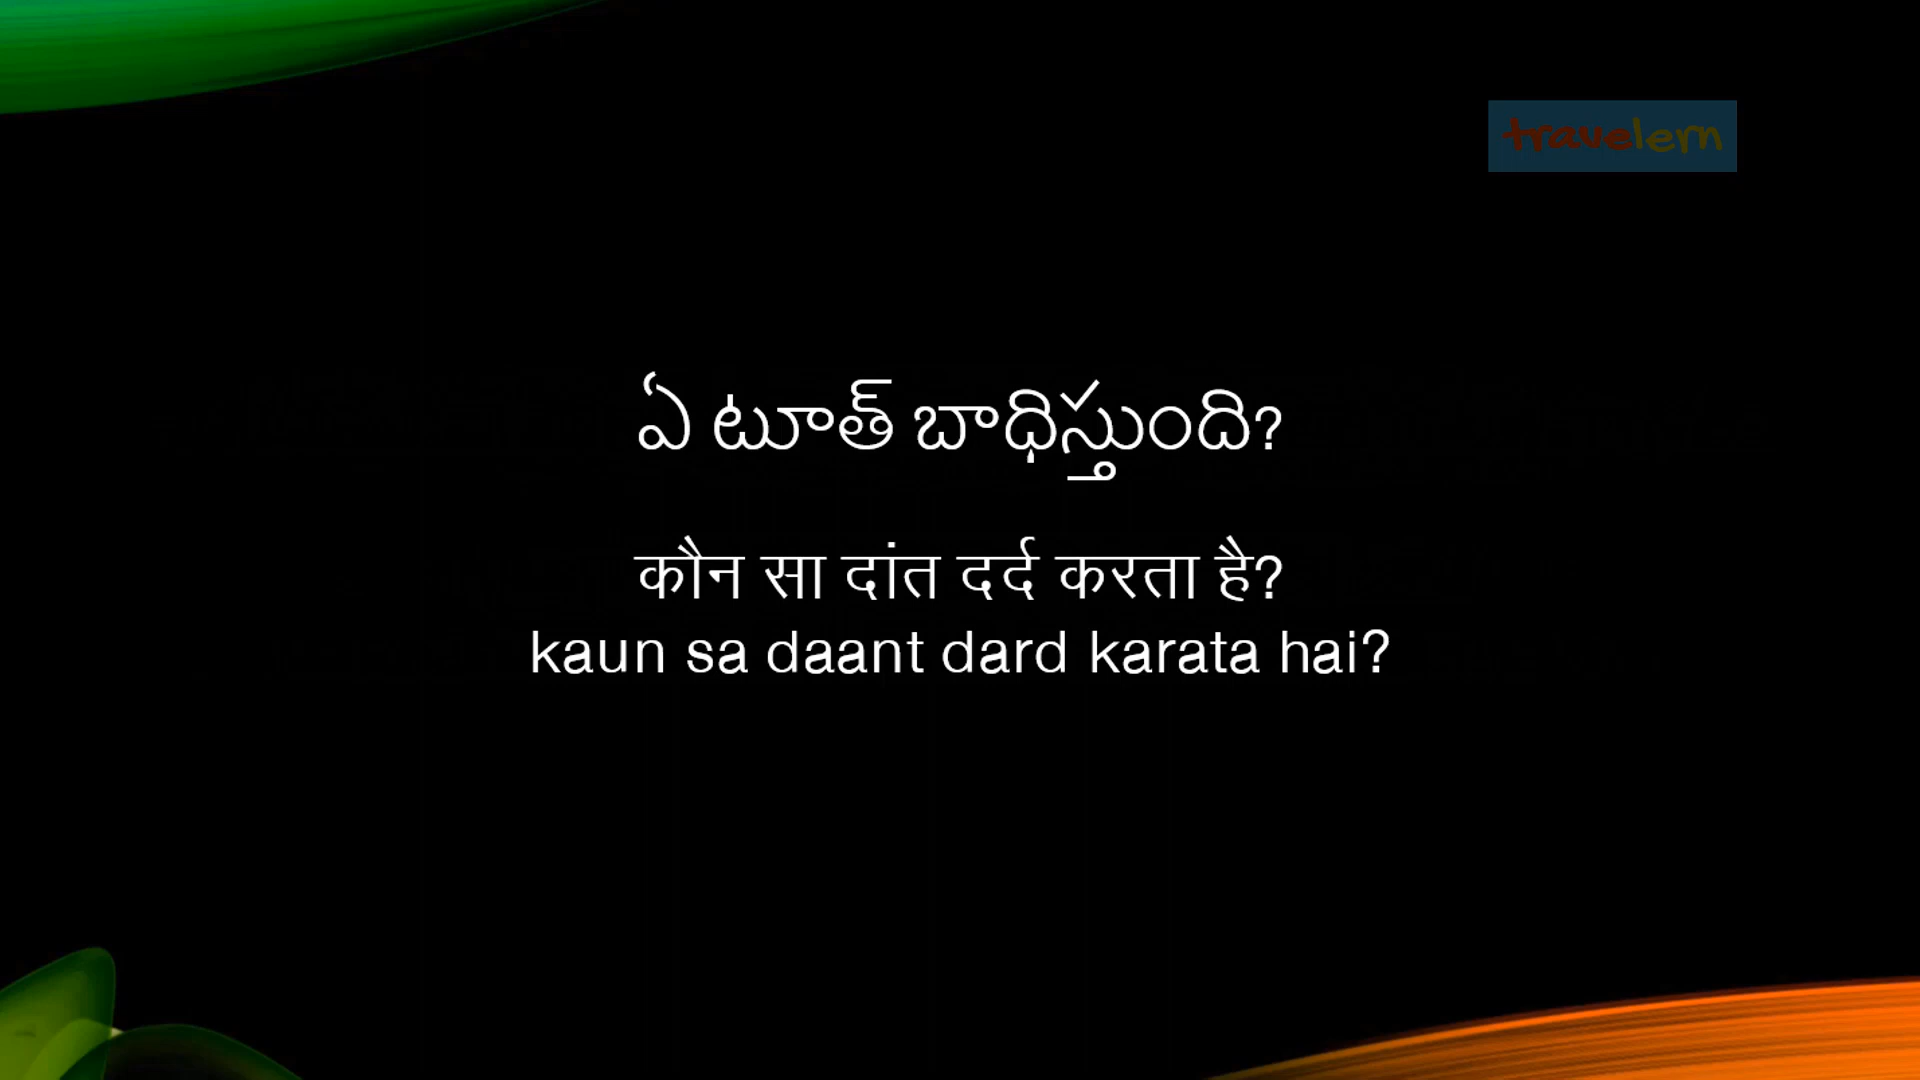 travelern
ఏ టూత్ బాధిస్తుంది?
कौन सा दांत दर्द करता है?
kaun sa daant dard karata hai?